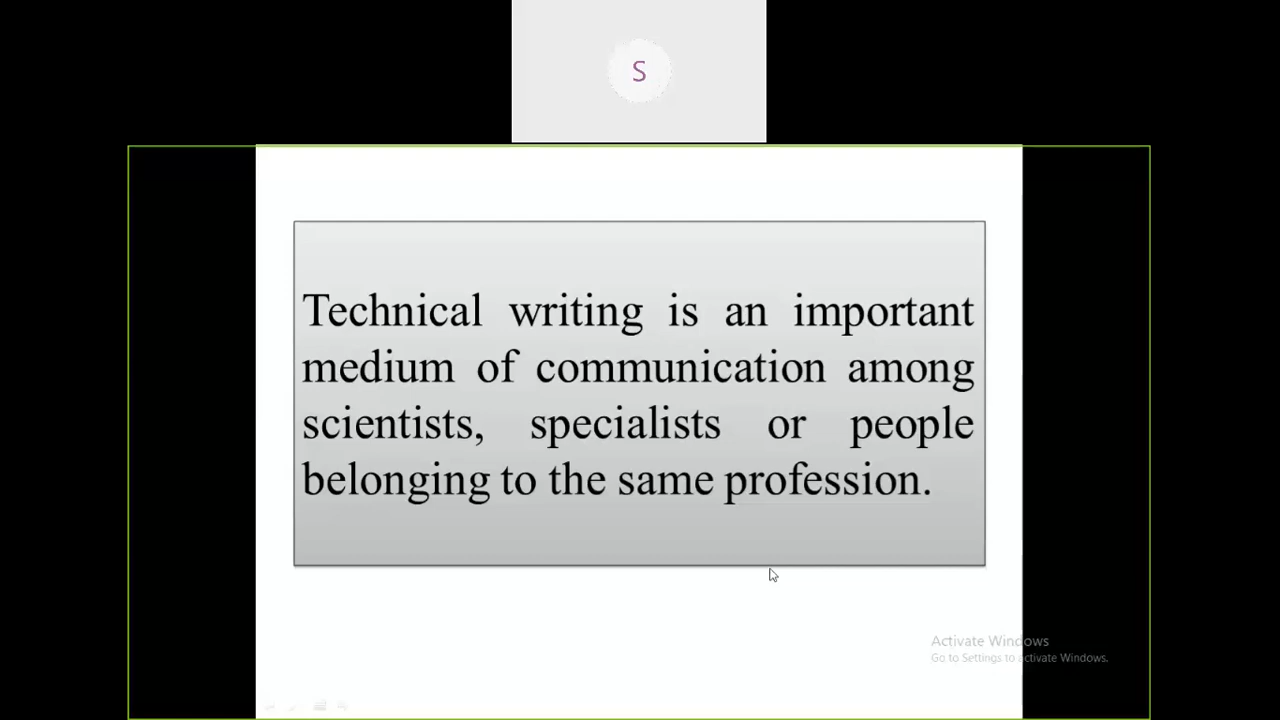 S
Technical writing is an important
medium of communication among
scientists, specialists or people
belonging to the same profession.
Activate Windows
Go to Settings to activate Windows.